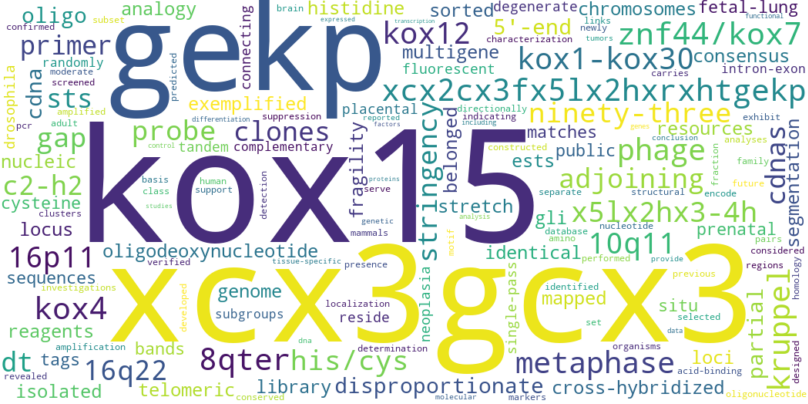 subset analogy brain histidine sorted degenerate chromosomes fetal-lung
confirmed oligo expressed links transcription functional
primer gekp connecting kox12 5'-end newly znf44/kox7
randomly multigene characterization tumors carries intron-exon
drosophila cdna moderate screened predicted fluorescent kox1-kox30 consensus
sts xcx2cx3fx5lx2hxrxhtgekp
pcr amplified exemplified differentiation suppression placental directionally including genes analyses exhibit
adult control reported factors ninety-three
gap probe clones indicating matches conclusion resources
tandem complementary fragility stringency belonged constructed family
nucleic kox15 basis human detection proteins ests public phage segmentation
c2-h2 class support serve genetic separate structural encode fraction future cdnas
cysteine clusters studies mammals analysis stretch adjoining
locus motif gli x5lx2hx3-4h prenatal
16p11 oligodeoxynucleotide database nucleotide
verified tissue-specific presence identical amino 10q11 pairs considered
sequences xcx3gcx3 performed provide regions homology
investigations genome neoplasia single-pass identified previous
kox4 developed subgroups localization reside mapped situ partial kruppel
reagents amplification dna determination set selected loci designed
dt bands 8qter his/cys organisms acid-binding
tags 16q22 metaphase
revealed telomeric library disproportionate cross-hybridized
isolated conserved molecular markers data oligonucleotide